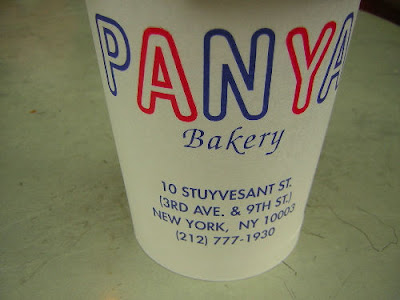 PANYA
Bakery
10 STUYVESANT ST.
(3RD AVE. & 9TH ST.)
NEW YORK, NY 10003
(212) 777-1930